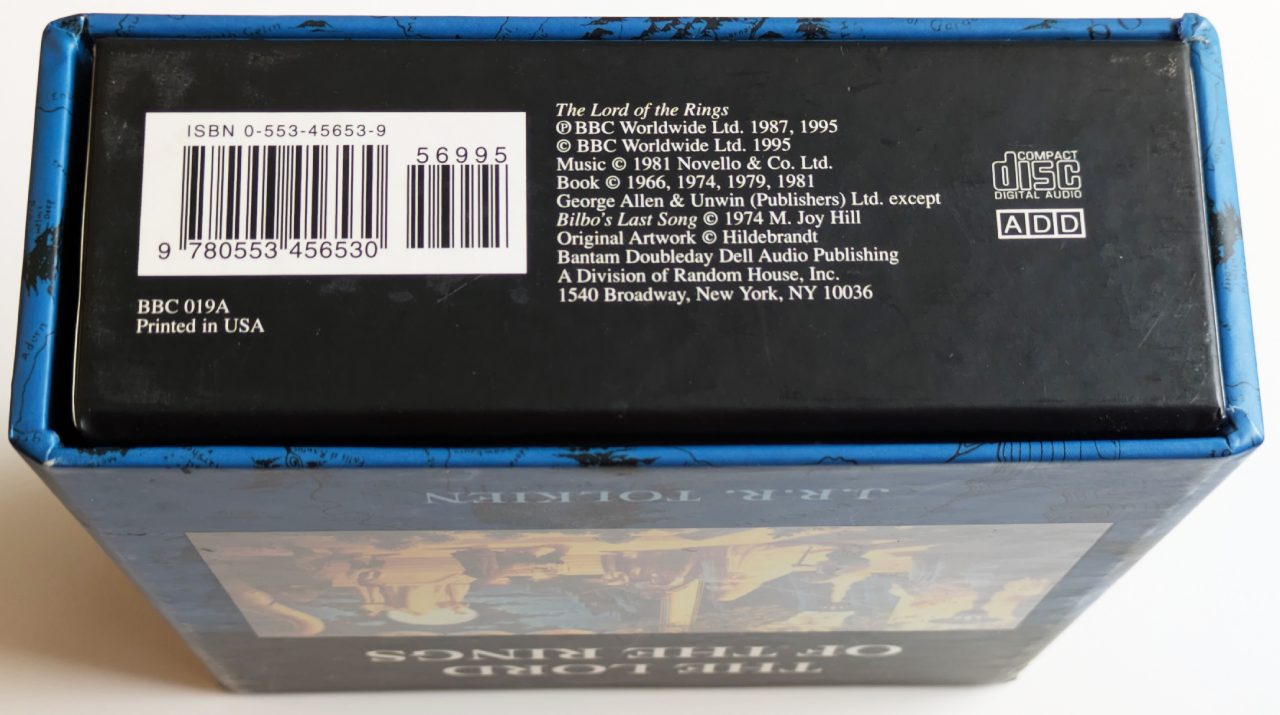 ISBN 0-553-45653-9
56995
9 780553 456530
BBC 019A
Printed in USA
The Lord of the Rings
℗ BBC Worldwide Ltd. 1987, 1995
© BBC Worldwide Ltd. 1995
Music © 1981 Novello & Co. Ltd.
Book © 1966, 1974, 1979, 1981
George Allen & Unwin (Publishers) Ltd. except
Bilbo's Last Song © 1974 M. Joy Hill
Original Artwork © Hildebrandt
Bantam Doubleday Dell Audio Publishing
A Division of Random House, Inc.
1540 Broadway, New York, NY 10036
COMPACT
disc
DIGITAL AUDIO
ADD
Adorn
J.R.R. TOLKIEN
THE LORD
OF THE RINGS